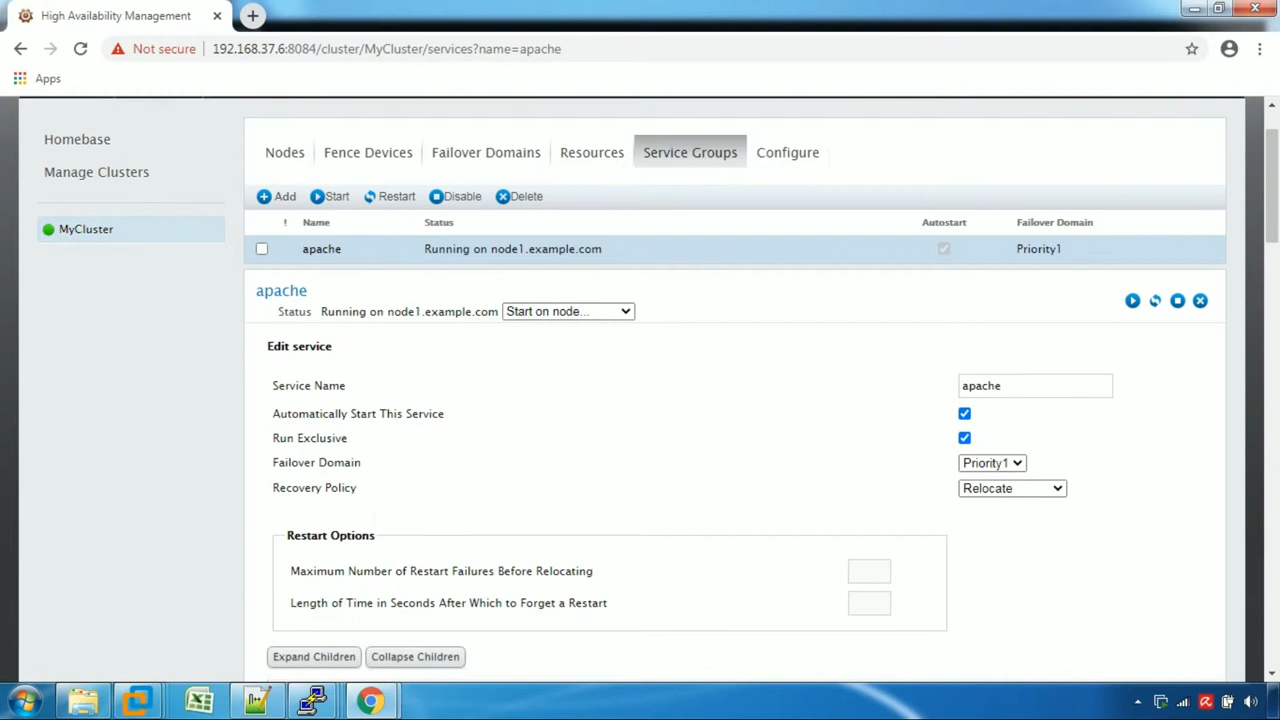 High Availability Management
Not secure 192.168.37.6:8084/cluster/MyCluster/services?name=apache
Apps
Homebase
Manage Clusters
MyCluster
Nodes Fence Devices Failover Domains Resources Service Groups Configure
Add Start Restart Disable Delete
! Name Status Autostart Failover Domain
apache Running on node1.example.com Priority1
apache
Status Running on node1.example.com Start on node...
Edit service
Service Name apache
Automatically Start This Service
Run Exclusive
Failover Domain Priority1
Recovery Policy Relocate
Restart Options
Maximum Number of Restart Failures Before Relocating
Length of Time in Seconds After Which to Forget a Restart
Expand Children Collapse Children